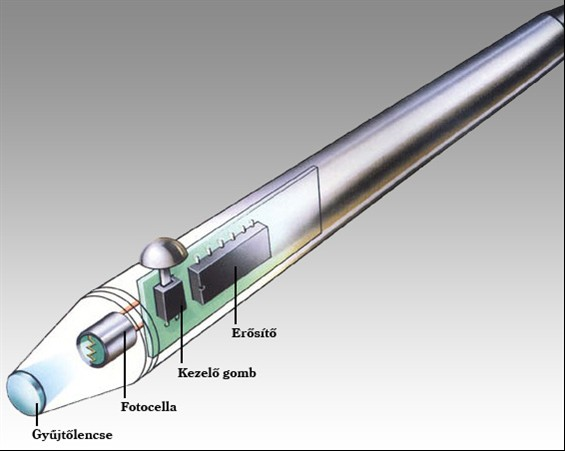 Erősítő
Kezelő gomb
Fotocella
Gyűjtőlencse